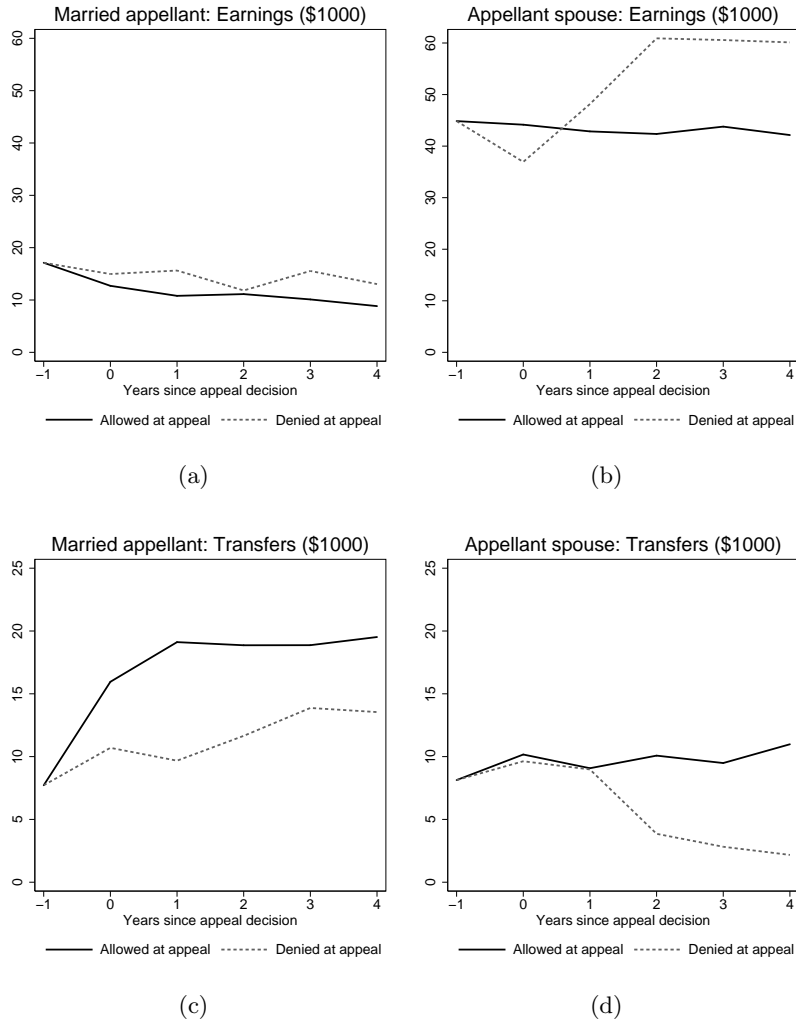 Married appellant: Earnings ($1000)
60
50
40
30
20
10
0
−1 0 1 2 3 4
Years since appeal decision
Allowed at appeal Denied at appeal
(a)
Appellant spouse: Earnings ($1000)
60
50
40
30
20
10
0
−1 0 1 2 3 4
Years since appeal decision
Allowed at appeal Denied at appeal
(b)
Married appellant: Transfers ($1000)
25
20
15
10
5
0
−1 0 1 2 3 4
Years since appeal decision
Allowed at appeal Denied at appeal
(c)
Appellant spouse: Transfers ($1000)
25
20
15
10
5
0
−1 0 1 2 3 4
Years since appeal decision
Allowed at appeal Denied at appeal
(d)